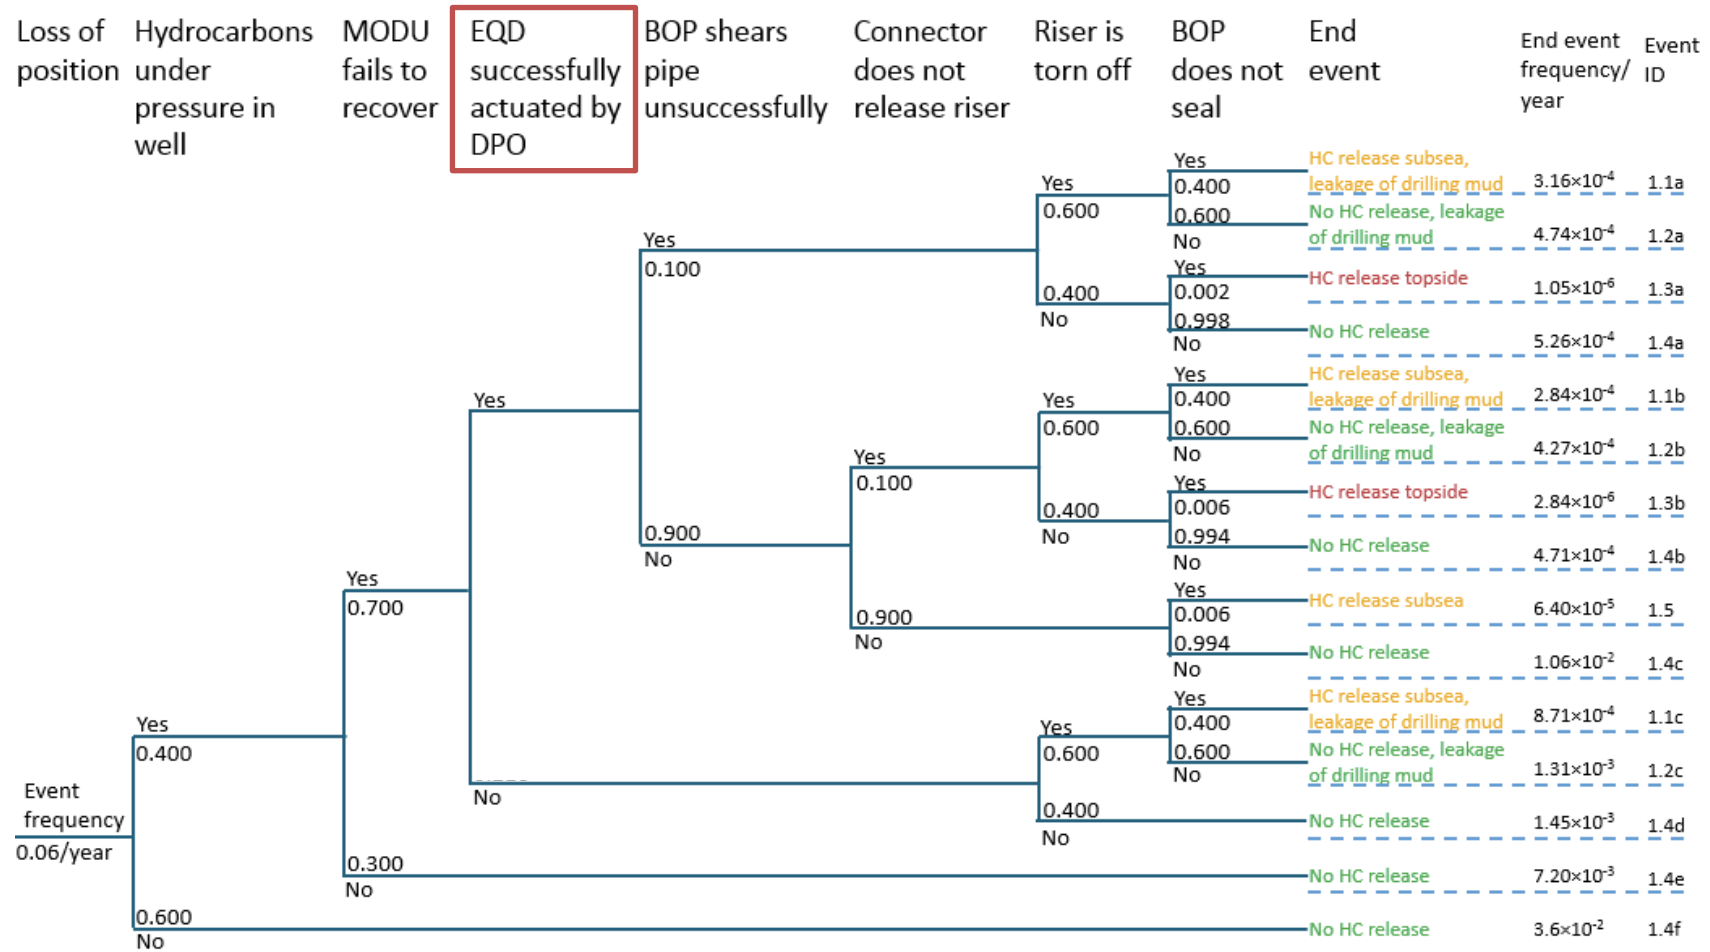 Loss of
position
Hydrocarbons
under
pressure in
well
MODU
fails to
recover
EQD
successfully
actuated by
DPO
BOP shears
pipe
unsuccessfully
Connector
does not
release riser
Riser is
torn off
BOP
does not
seal
End
event
End event
frequency/
year
Event
ID
Yes
0.400
HC release subsea,
leakage of drilling mud
3.16×10-4
1.1a
Yes
0.600
0.600
No
No HC release, leakage
of drilling mud
4.74×10-4
1.2a
Yes
0.100
Yes
0.002
HC release topside
1.05×10-6
1.3a
0.400
No
0.998
No
No HC release
5.26×10-4
1.4a
Yes
0.400
HC release subsea,
leakage of drilling mud
2.84×10-4
1.1b
Yes
Yes
0.600
0.600
No
No HC release, leakage
of drilling mud
4.27×10-4
1.2b
Yes
0.100
Yes
0.006
HC release topside
2.84×10-6
1.3b
0.400
No
0.994
No
No HC release
4.71×10-4
1.4b
0.900
No
Yes
0.006
HC release subsea
6.40×10-5
1.5
Yes
0.700
0.900
No
0.994
No
No HC release
1.06×10-2
1.4c
Yes
0.400
HC release subsea,
leakage of drilling mud
8.71×10-4
1.1c
Yes
0.400
Yes
0.600
0.600
No
No HC release, leakage
of drilling mud
1.31×10-3
1.2c
No
Event
frequency
0.06/year
0.400
No
No HC release
1.45×10-3
1.4d
0.300
No
No HC release
7.20×10-3
1.4e
0.600
No
No HC release
3.6×10-2
1.4f